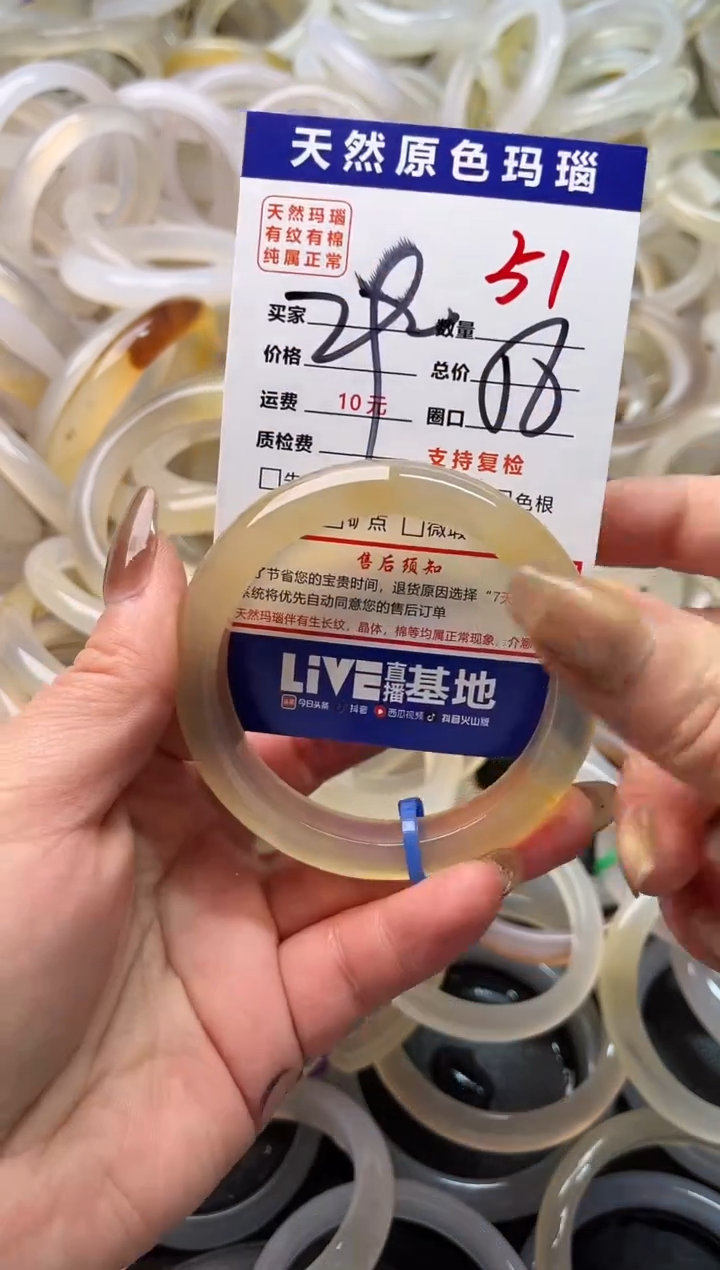 天然原色玛瑙
天然玛瑙
有纹有棉
纯属正常
51
买家 数量
价格 总价
运费 10元 圈口
质检费 支持复检
色根
矿点 微
售后须知
了节省您的宝贵时间，退货原因选择“7天
系统将优先自动同意您的售后订单
天然玛瑙伴有生长纹，晶体，棉等均属正常现象，介意
LiVE直播基地
今日头条 抖音 西瓜视频 抖音火山版